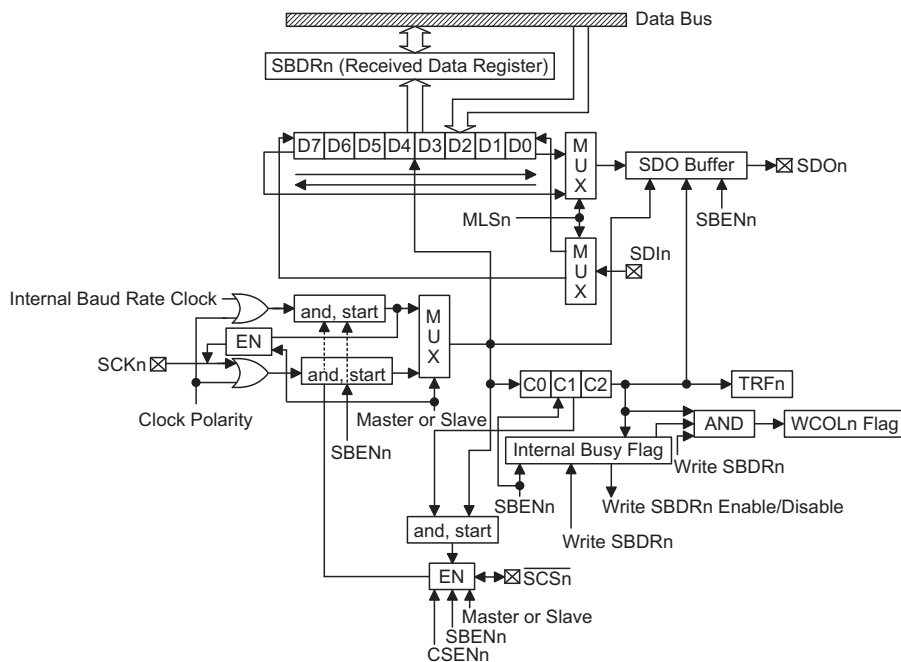 Data Bus
SBDRn (Received Data Register)
D7 D6 D5 D4 D3 D2 D1 D0
MUX
SDO Buffer
SDOn
MLSn
SBENn
MUX
SDIn
Internal Baud Rate Clock
and, start
MUX
EN
SCKn
and, start
C0 C1 C2
TRFn
Clock Polarity
Master or Slave
AND
WCOLn Flag
SBENn
Internal Busy Flag
Write SBDRn
SBENn
Write SBDRn Enable/Disable
and, start
Write SBDRn
EN
SCSn
Master or Slave
SBENn
CSENn